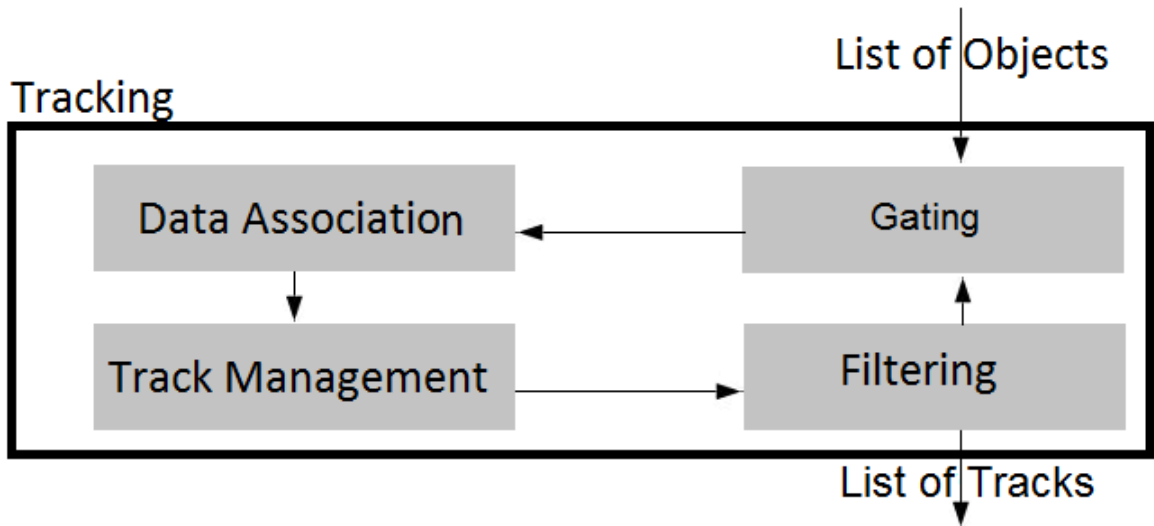 List of Objects
Tracking
Data Association
Gating
Track Management
Filtering
List of Tracks